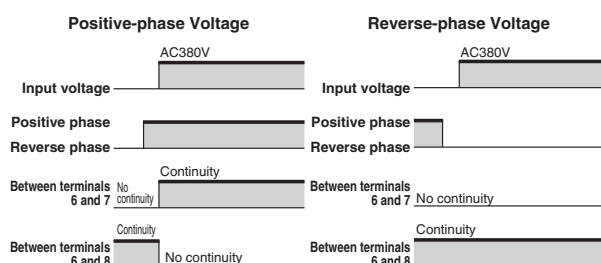 Positive-phase Voltage
AC380V
Input voltage
Positive phase
Reverse phase
Continuity
Between terminals
6 and 7
No
continuity
Continuity
Between terminals
6 and 8
No continuity
Reverse-phase Voltage
AC380V
Input voltage
Positive phase
Reverse phase
Between terminals
6 and 7
No continuity
Continuity
Between terminals
6 and 8